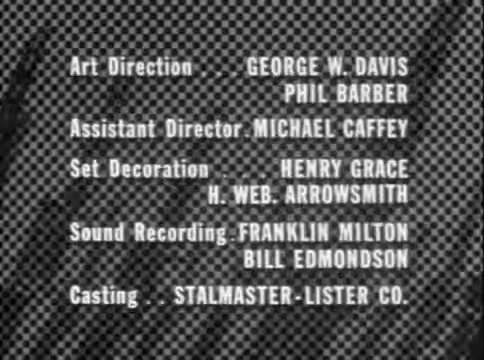 Art Direction . . . GEORGE W. DAVIS
PHIL BARBER
Assistant Director . MICHAEL CAFFEY
Set Decoration . . . . HENRY GRACE
H. WEB. ARROWSMITH
Sound Recording . FRANKLIN MILTON
BILL EDMONDSON
Casting . . STALMASTER-LISTER CO.